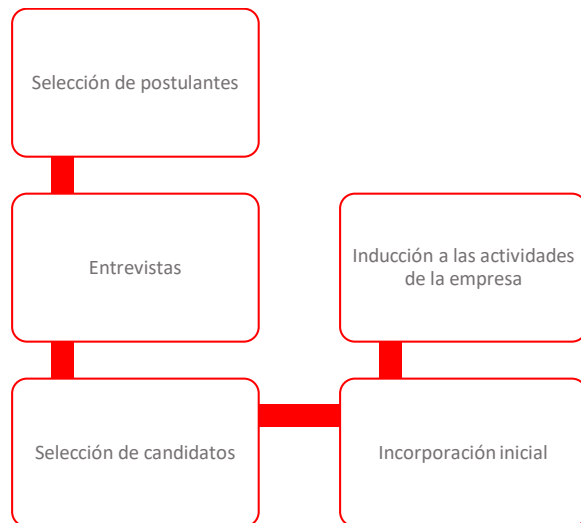 Selección de postulantes
Entrevistas
Selección de candidatos
Incorporación inicial
Inducción a las actividades
de la empresa